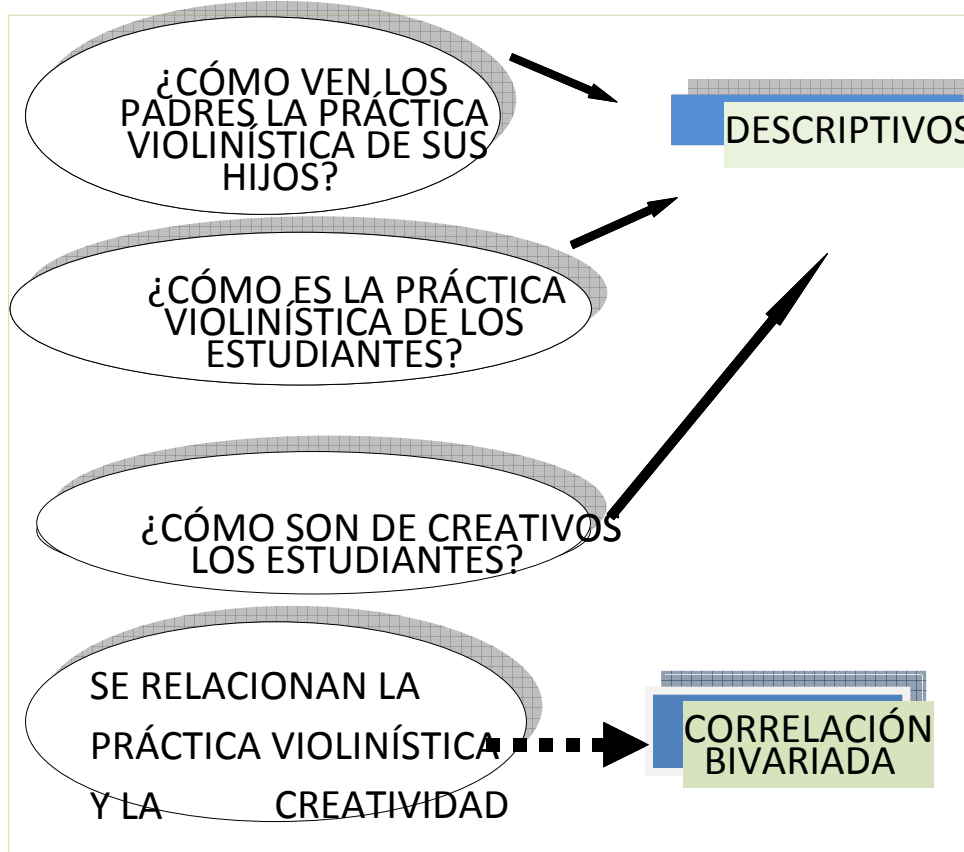 ¿CÓMO VEN LOS
PADRES LA PRÁCTICA
VIOLINÍSTICA DE SUS
HIJOS?
DESCRIPTIVOS
¿CÓMO ES LA PRÁCTICA
VIOLINÍSTICA DE LOS
ESTUDIANTES?
¿CÓMO SON DE CREATIVOS
LOS ESTUDIANTES?
SE RELACIONAN LA
PRÁCTICA VIOLINÍSTICA
Y LA CREATIVIDAD
CORRELACIÓN
BIVARIADA